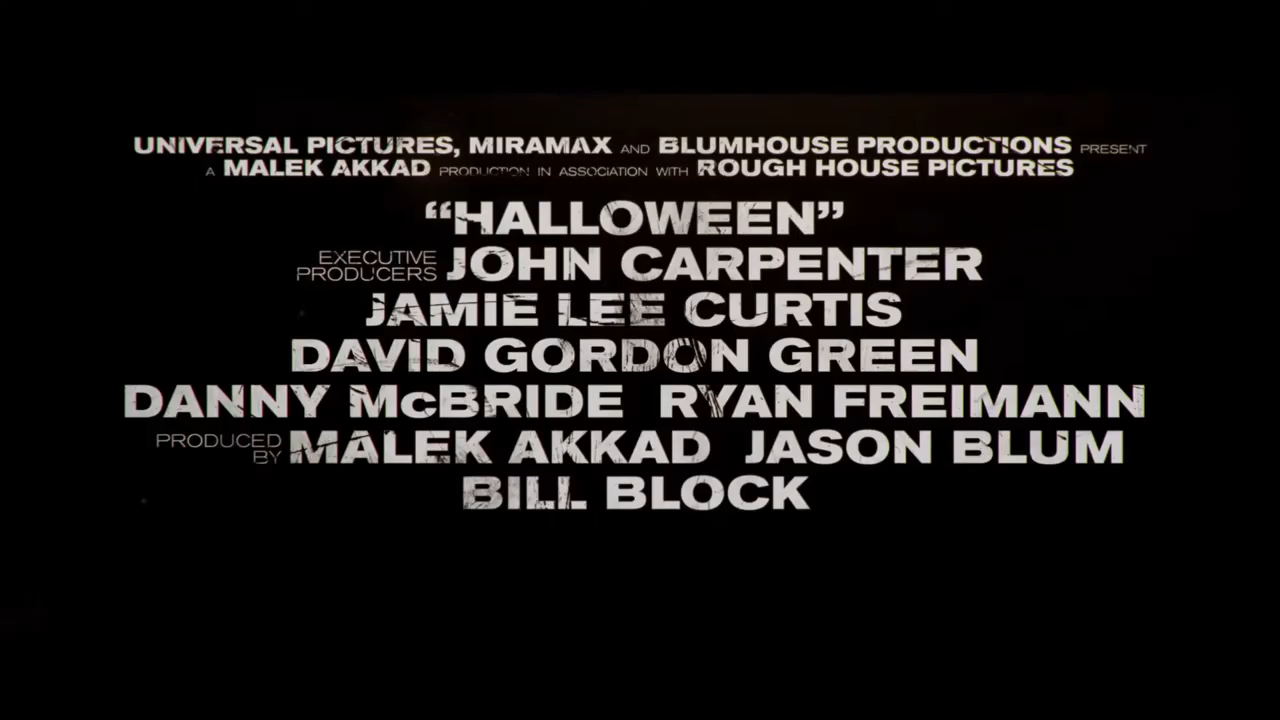 UNIVERSAL PICTURES, MIRAMAX AND BLUMHOUSE PRODUCTIONS PRESENT
A MALEK AKKAD PRODUCTION IN ASSOCIATION WITH ROUGH HOUSE PICTURES
“HALLOWEEN”
EXECUTIVE PRODUCERS JOHN CARPENTER
JAMIE LEE CURTIS
DAVID GORDON GREEN
DANNY McBRIDE RYAN FREIMANN
PRODUCED BY MALEK AKKAD JASON BLUM
BILL BLOCK